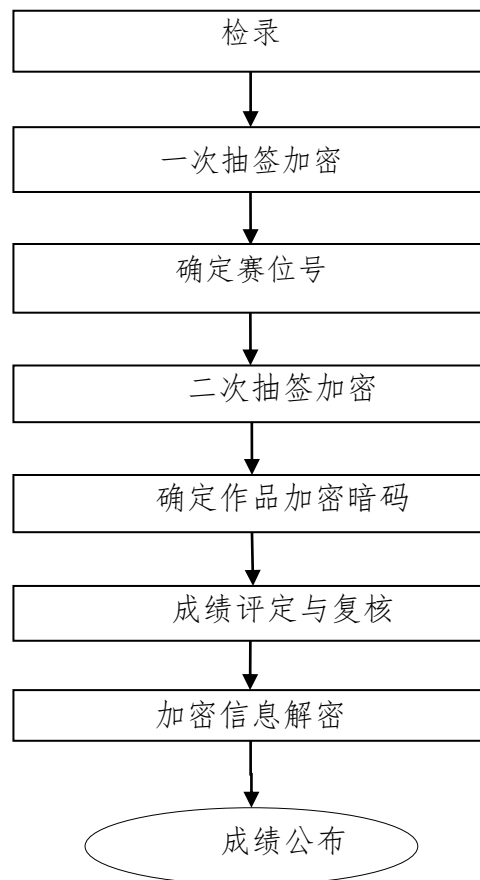 检录
一次抽签加密
确定赛位号
二次抽签加密
确定作品加密暗码
成绩评定与复核
加密信息解密
成绩公布